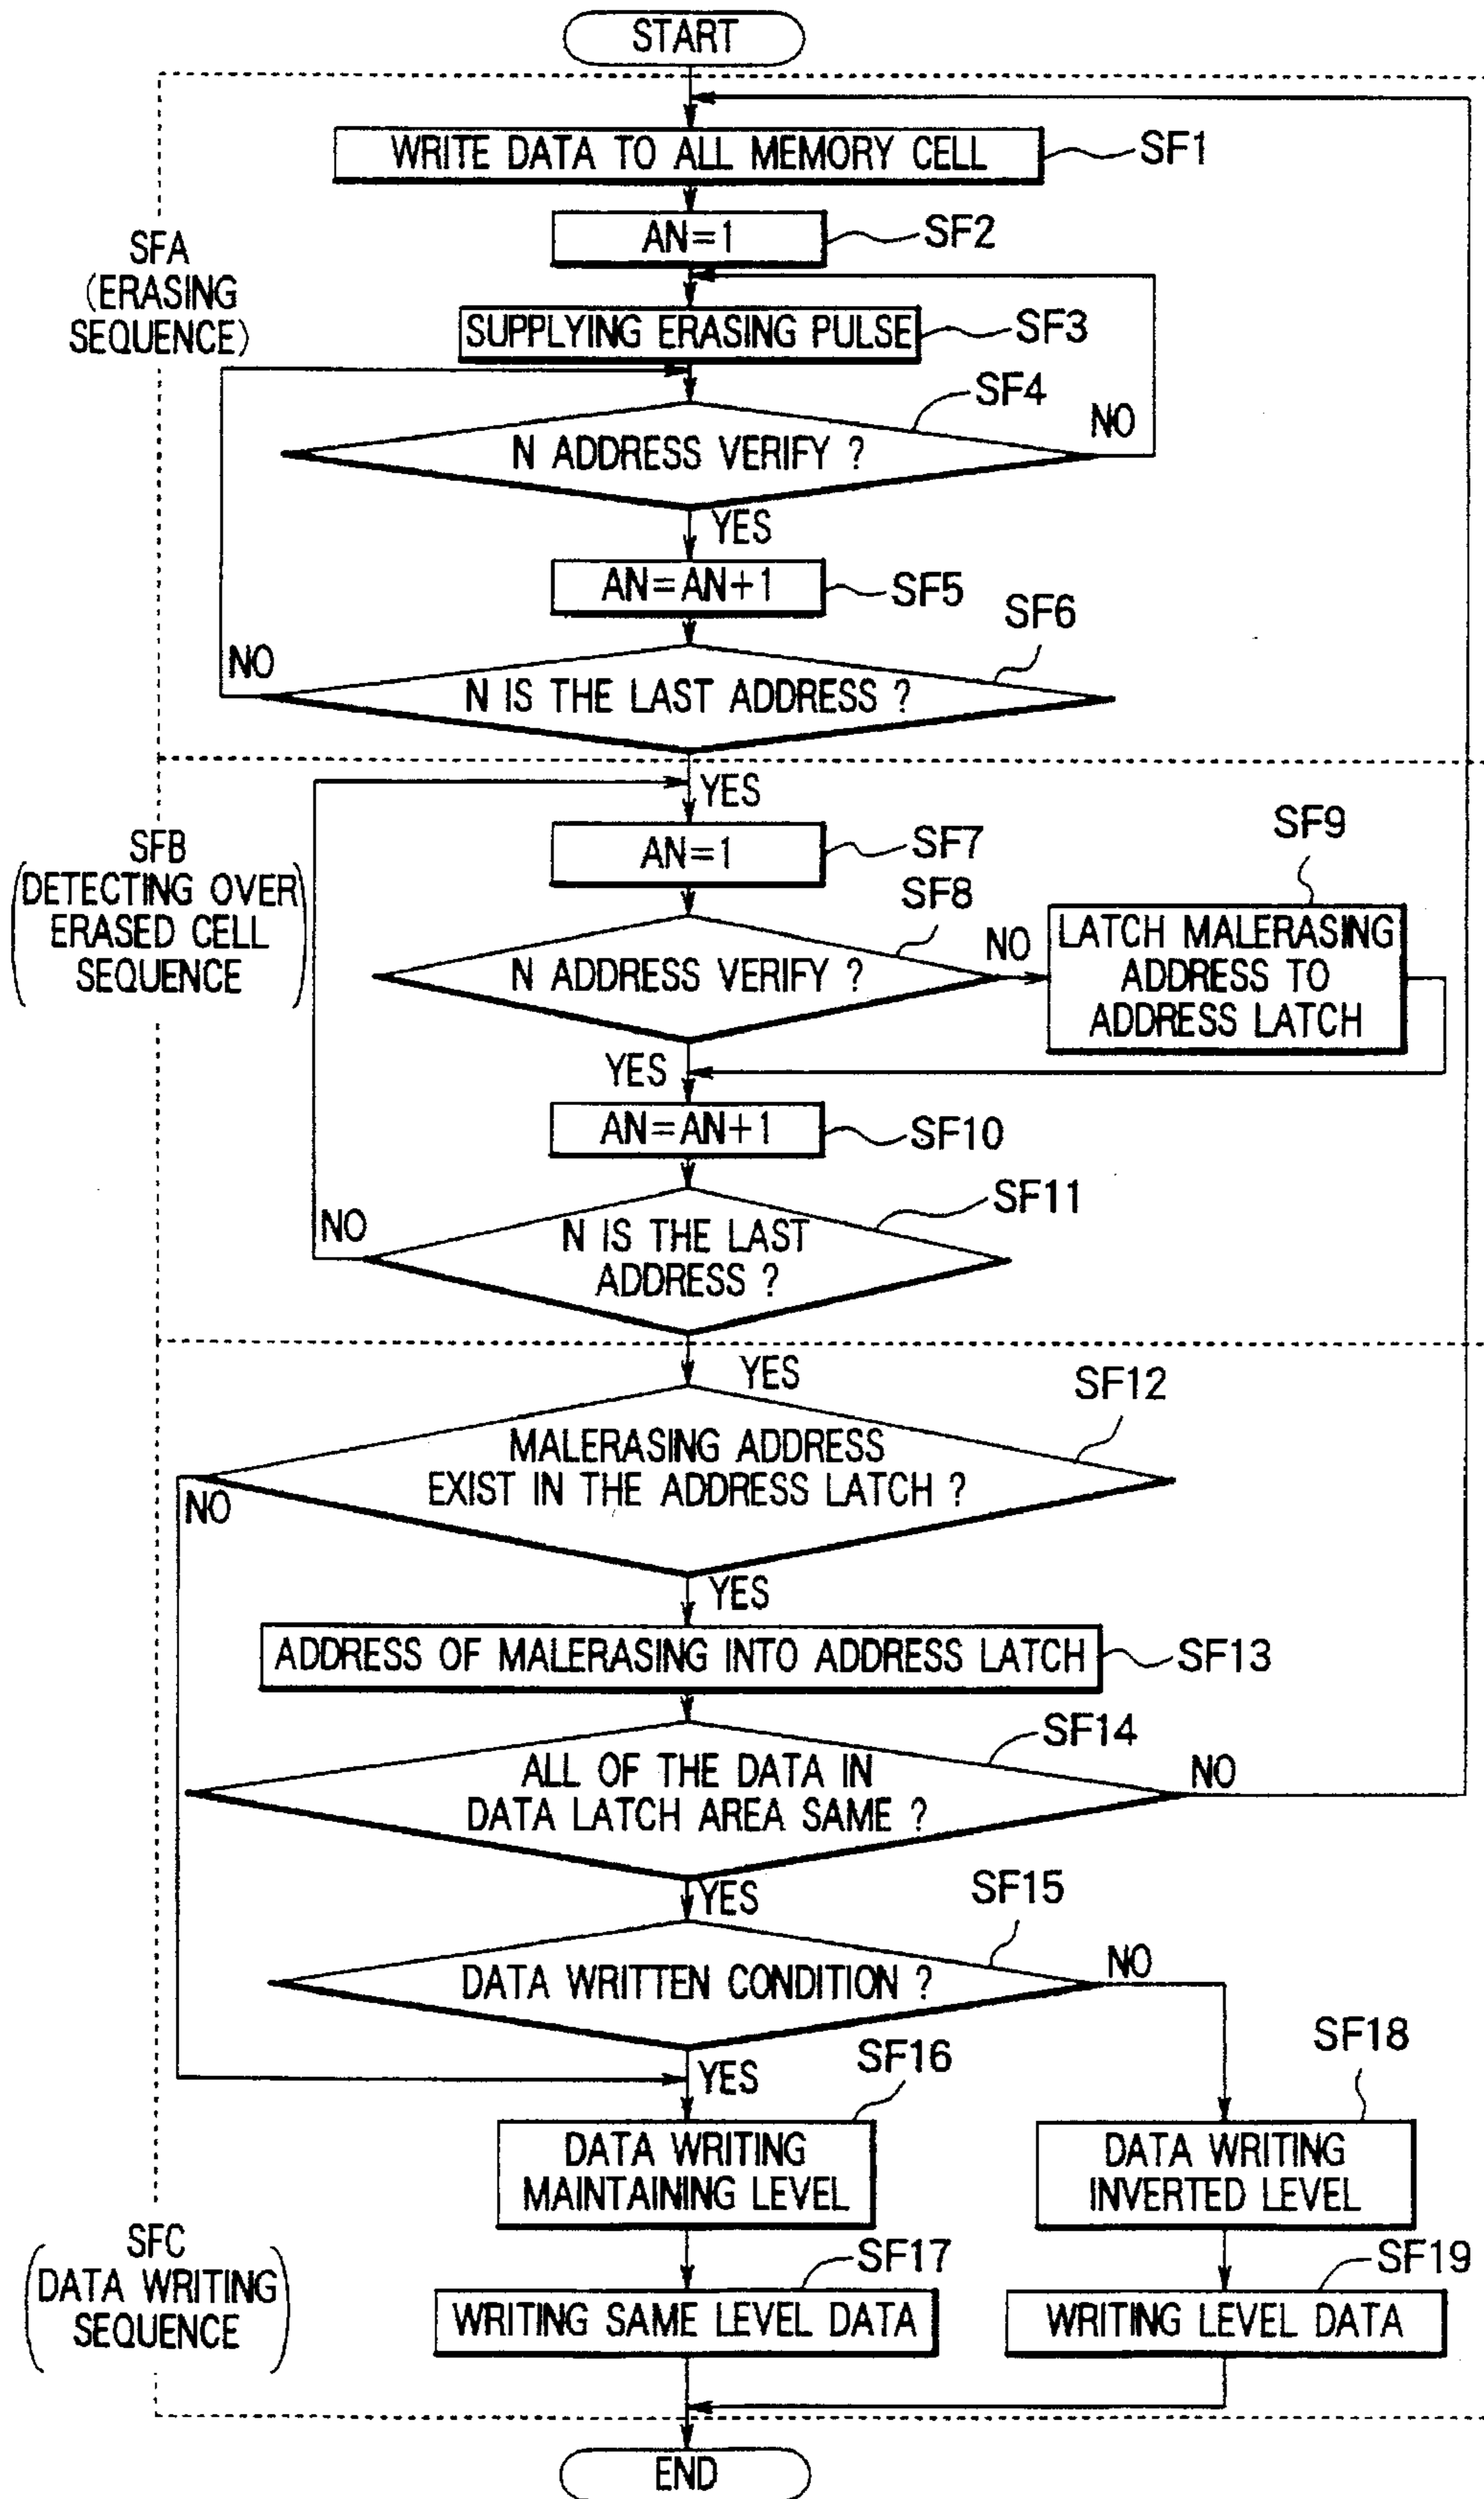 START
WRITE DATA TO ALL MEMORY CELL
SF1
AN=1
SF2
SFA
(ERASING
SEQUENCE)
SUPPLYING ERASING PULSE
SF3
SF4
NO
N ADDRESS VERIFY ?
YES
AN=AN+1
SF5
SF6
NO
N IS THE LAST ADDRESS ?
YES
AN=1
SF7
SF8
SF9
SFB
(DETECTING OVER
ERASED CELL
SEQUENCE)
N ADDRESS VERIFY ?
NO
LATCH MALERASING
ADDRESS TO
ADDRESS LATCH
YES
AN=AN+1
SF10
SF11
NO
N IS THE LAST
ADDRESS ?
YES
SF12
MALERASING ADDRESS
EXIST IN THE ADDRESS LATCH ?
NO
YES
ADDRESS OF MALERASING INTO ADDRESS LATCH
SF13
SF14
ALL OF THE DATA IN
DATA LATCH AREA SAME ?
NO
YES
SF15
DATA WRITTEN CONDITION ?
NO
YES
SF16
SF18
DATA WRITING
MAINTAINING LEVEL
DATA WRITING
INVERTED LEVEL
SFC
(DATA WRITING
SEQUENCE)
SF17
SF19
WRITING SAME LEVEL DATA
WRITING LEVEL DATA
END